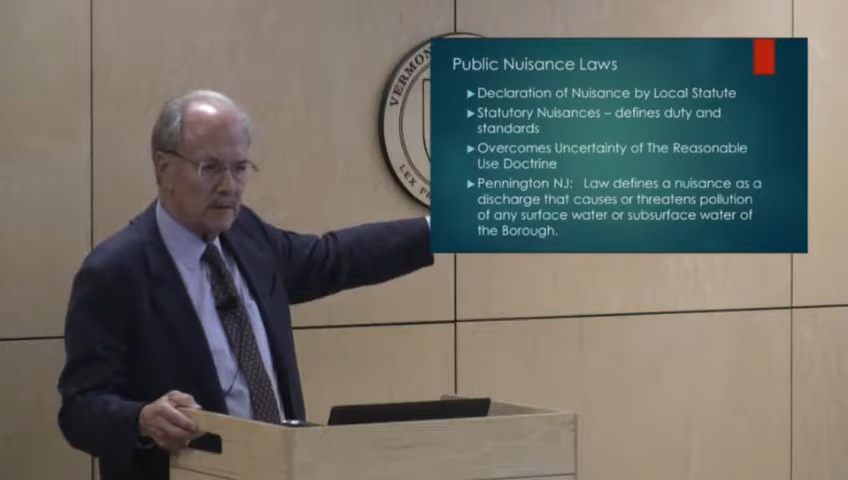 VERMON
LEX P
Public Nuisance Laws
Declaration of Nuisance by Local Statute
Statutory Nuisances – defines duty and
standards
Overcomes Uncertainty of The Reasonable
Use Doctrine
Pennington NJ: Law defines a nuisance as a
discharge that causes or threatens pollution
of any surface water or subsurface water of
the Borough.